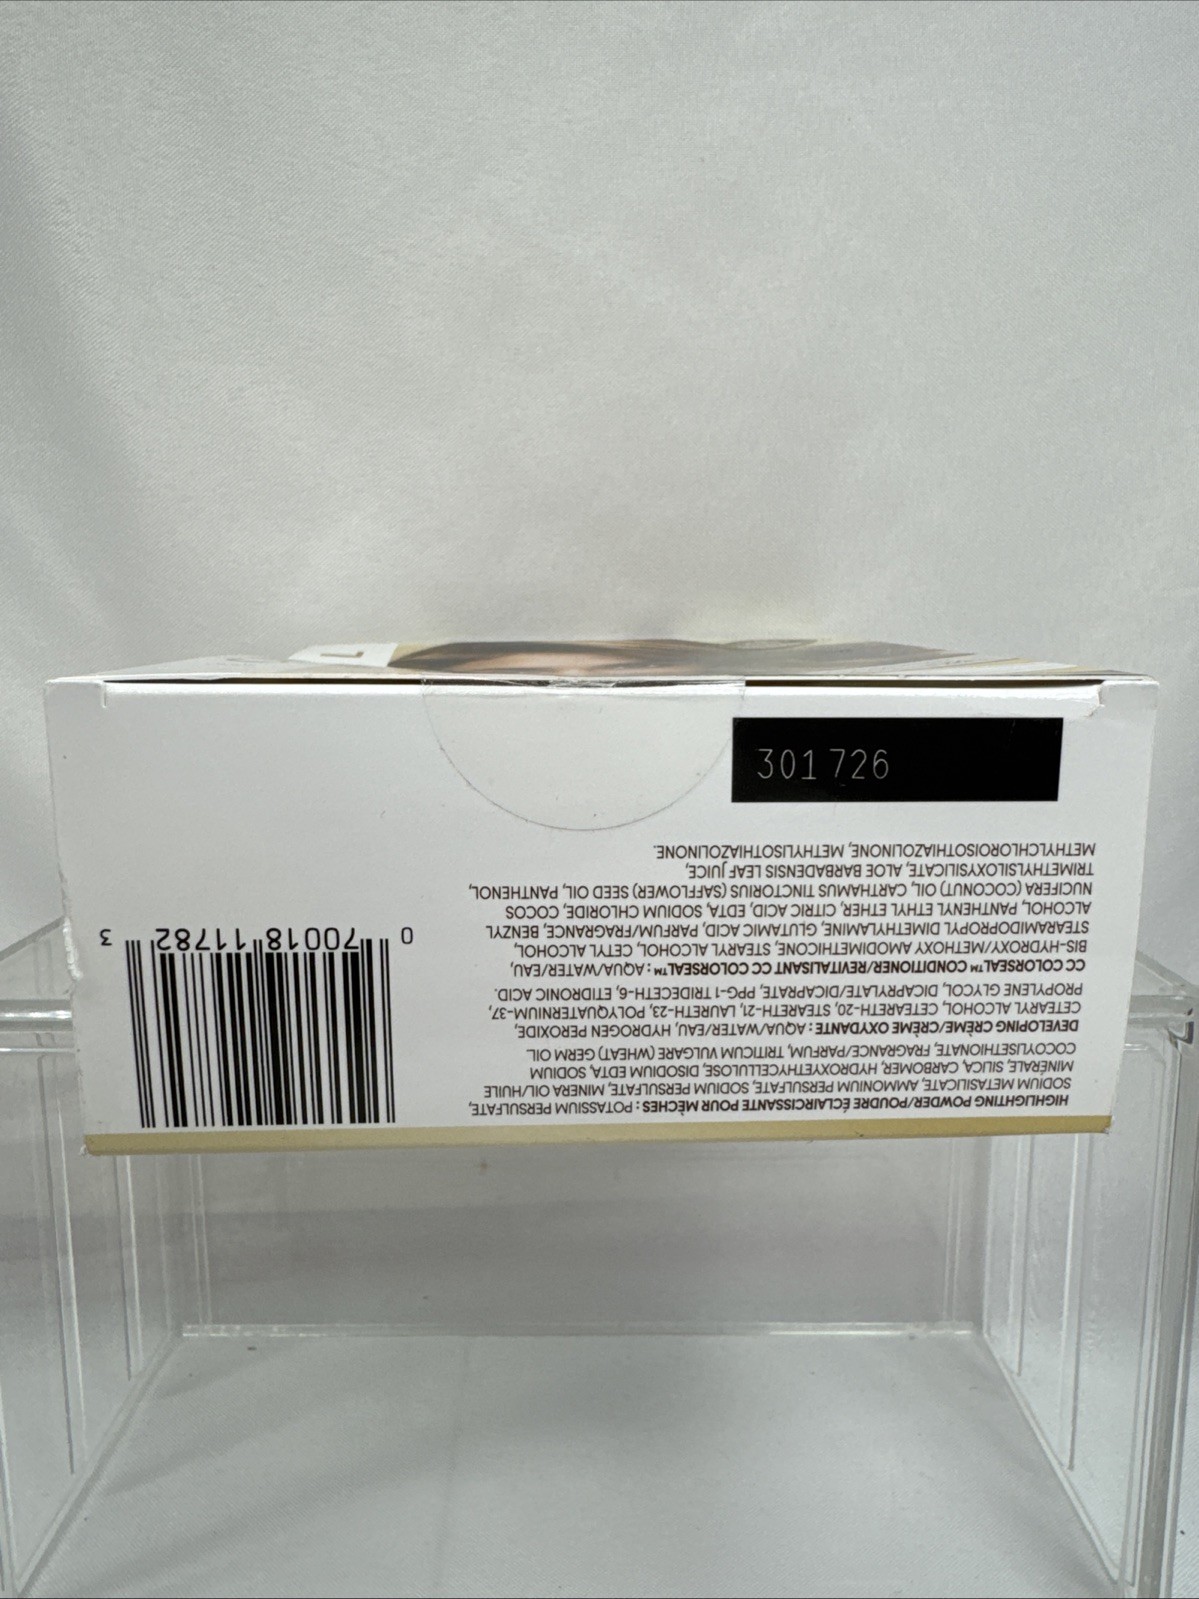 HIGHLIGHTING POWDER/POUDRE ÉCLAIRCISSANTE POUR MÈCHES : POTASSIUM PERSULFATE,
SODIUM METASILICATE, AMMONIUM PERSULFATE, SODIUM PERSULFATE, MINERA OIL/HUILE
MINÉRALE, SILICA, CARBOMER, HYDROXYETHYCELLULOSE, DISODIUM EDTA, SODIUM
COCOYLISETHIONATE, FRAGRANCE/PARFUM, TRITICUM VULGARE (WHEAT) GERM OIL.
DEVELOPING CRÈME/CRÈME OXYDANTE : AQUA/WATER/EAU, HYDROGEN PEROXIDE,
CETEARYL ALCOHOL, CETEARETH-20, STEARETH-21, LAURETH-23, POLYQUATERNIUM-37,
PROPYLENE GLYCOL, DICAPRYLATE/DICAPRATE, PPG-1 TRIDECETH-6, ETIDRONIC ACID.
CC COLORSEAL™ CONDITIONER/REVITALISANT CC COLORSEAL™ : AQUA/WATER/EAU,
BIS-HYDROXY/METHOXY AMODIMETHICONE, STEARYL ALCOHOL, CETYL ALCOHOL,
STEARAMIDOPROPYL DIMETHYLAMINE, GLUTAMIC ACID, PARFUM/FRAGRANCE, BENZYL
ALCOHOL, PANTHENYL ETHYL ETHER, CITRIC ACID, EDTA, SODIUM CHLORIDE, COCOS
NUCIFERA (COCONUT) OIL, CARTHAMUS TINCTORIUS (SAFFLOWER) SEED OIL, PANTHENOL,
TRIMETHYLSILOXYSILICATE, ALOE BARBADENSIS LEAF JUICE,
METHYLCHLOROISOTHIAZOLINONE, METHYLISOTHIAZOLINONE.
0 70018 11782 3
301 726